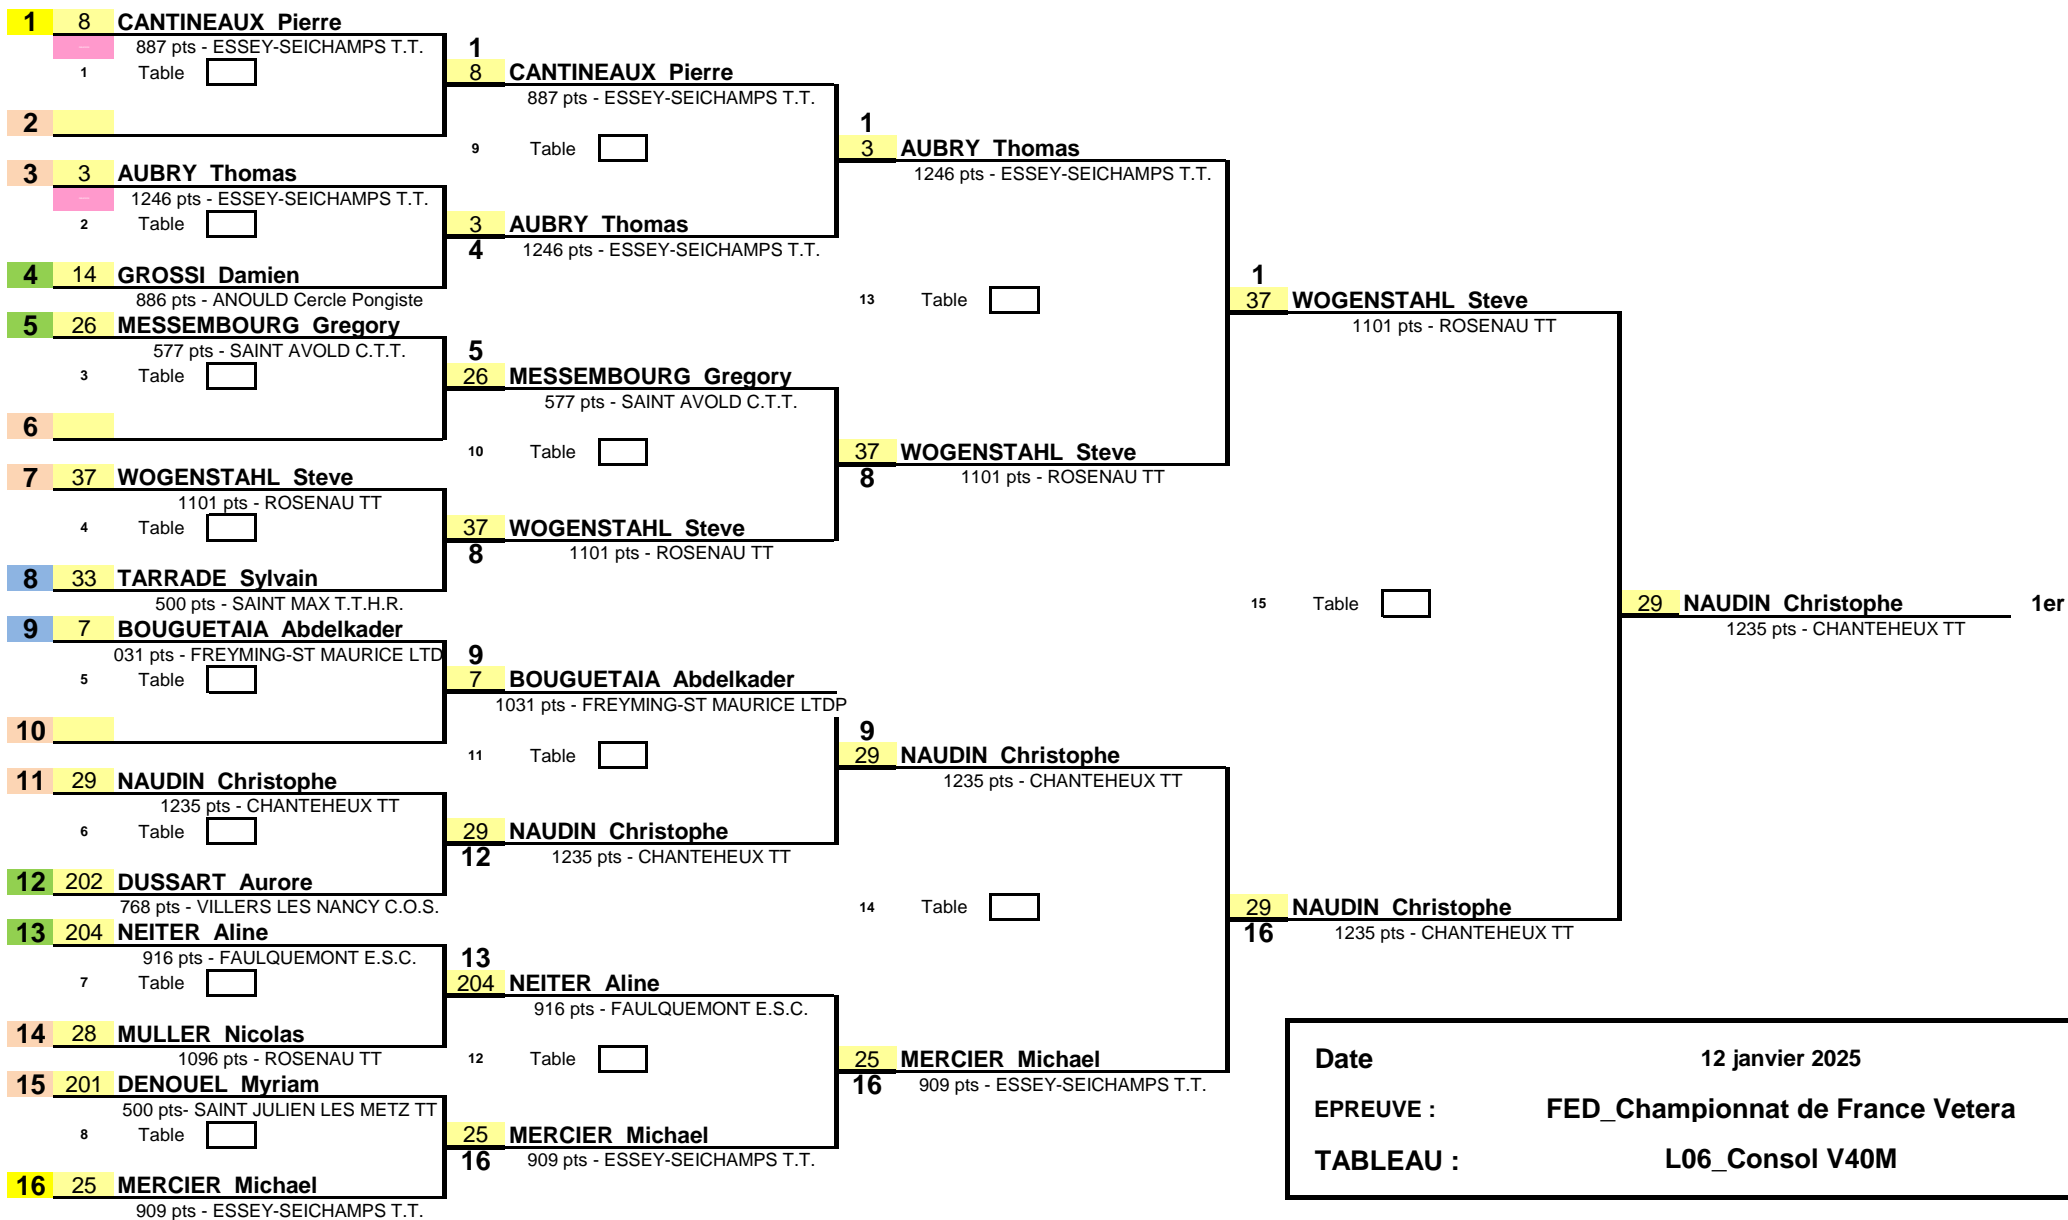 1 8 CANTINEAUX Pierre
887 pts - ESSEY-SEICHAMPS T.T.
1 Table
2
3 3 AUBRY Thomas
1246 pts - ESSEY-SEICHAMPS T.T.
2 Table
4 14 GROSSI Damien
886 pts - ANOULD Cercle Pongiste
5 26 MESSEMBOURG Gregory
577 pts - SAINT AVOLD C.T.T.
3 Table
6
7 37 WOGENSTAHL Steve
1101 pts - ROSENAU TT
4 Table
8 33 TARRADE Sylvain
500 pts - SAINT MAX T.T.H.R.
9 7 BOUGUETAIA Abdelkader
031 pts - FREYMING-ST MAURICE LTD
5 Table
10
11 29 NAUDIN Christophe
1235 pts - CHANTEHEUX TT
6 Table
12 202 DUSSART Aurore
768 pts - VILLERS LES NANCY C.O.S.
13 204 NEITER Aline
916 pts - FAULQUEMONT E.S.C.
7 Table
14 28 MULLER Nicolas
1096 pts - ROSENAU TT
15 201 DENOUEL Myriam
500 pts- SAINT JULIEN LES METZ TT
8 Table
16 25 MERCIER Michael
909 pts - ESSEY-SEICHAMPS T.T.
1
8 CANTINEAUX Pierre
887 pts - ESSEY-SEICHAMPS T.T.
9 Table
3 AUBRY Thomas
4 1246 pts - ESSEY-SEICHAMPS T.T.
5
26 MESSEMBOURG Gregory
577 pts - SAINT AVOLD C.T.T.
10 Table
37 WOGENSTAHL Steve
8 1101 pts - ROSENAU TT
9
7 BOUGUETAIA Abdelkader
1031 pts - FREYMING-ST MAURICE LTDP
11 Table
29 NAUDIN Christophe
12 1235 pts - CHANTEHEUX TT
13
204 NEITER Aline
916 pts - FAULQUEMONT E.S.C.
12 Table
25 MERCIER Michael
16 909 pts - ESSEY-SEICHAMPS T.T.
1
3 AUBRY Thomas
1246 pts - ESSEY-SEICHAMPS T.T.
13 Table
37 WOGENSTAHL Steve
8 1101 pts - ROSENAU TT
9
29 NAUDIN Christophe
1235 pts - CHANTEHEUX TT
14 Table
25 MERCIER Michael
16 909 pts - ESSEY-SEICHAMPS T.T.
1
37 WOGENSTAHL Steve
1101 pts - ROSENAU TT
15 Table
29 NAUDIN Christophe
16 1235 pts - CHANTEHEUX TT
29 NAUDIN Christophe 1er
1235 pts - CHANTEHEUX TT
Date 12 janvier 2025
EPREUVE : FED_Championnat de France Vetera
TABLEAU : L06_Consol V40M